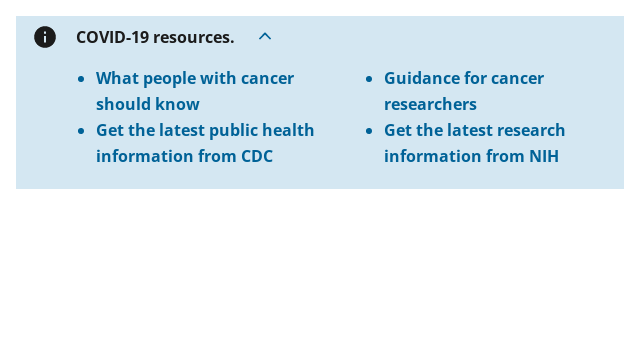 COVID-19 resources.
What people with cancer
should know
Get the latest public health
information from CDC
Guidance for cancer
researchers
Get the latest research
information from NIH